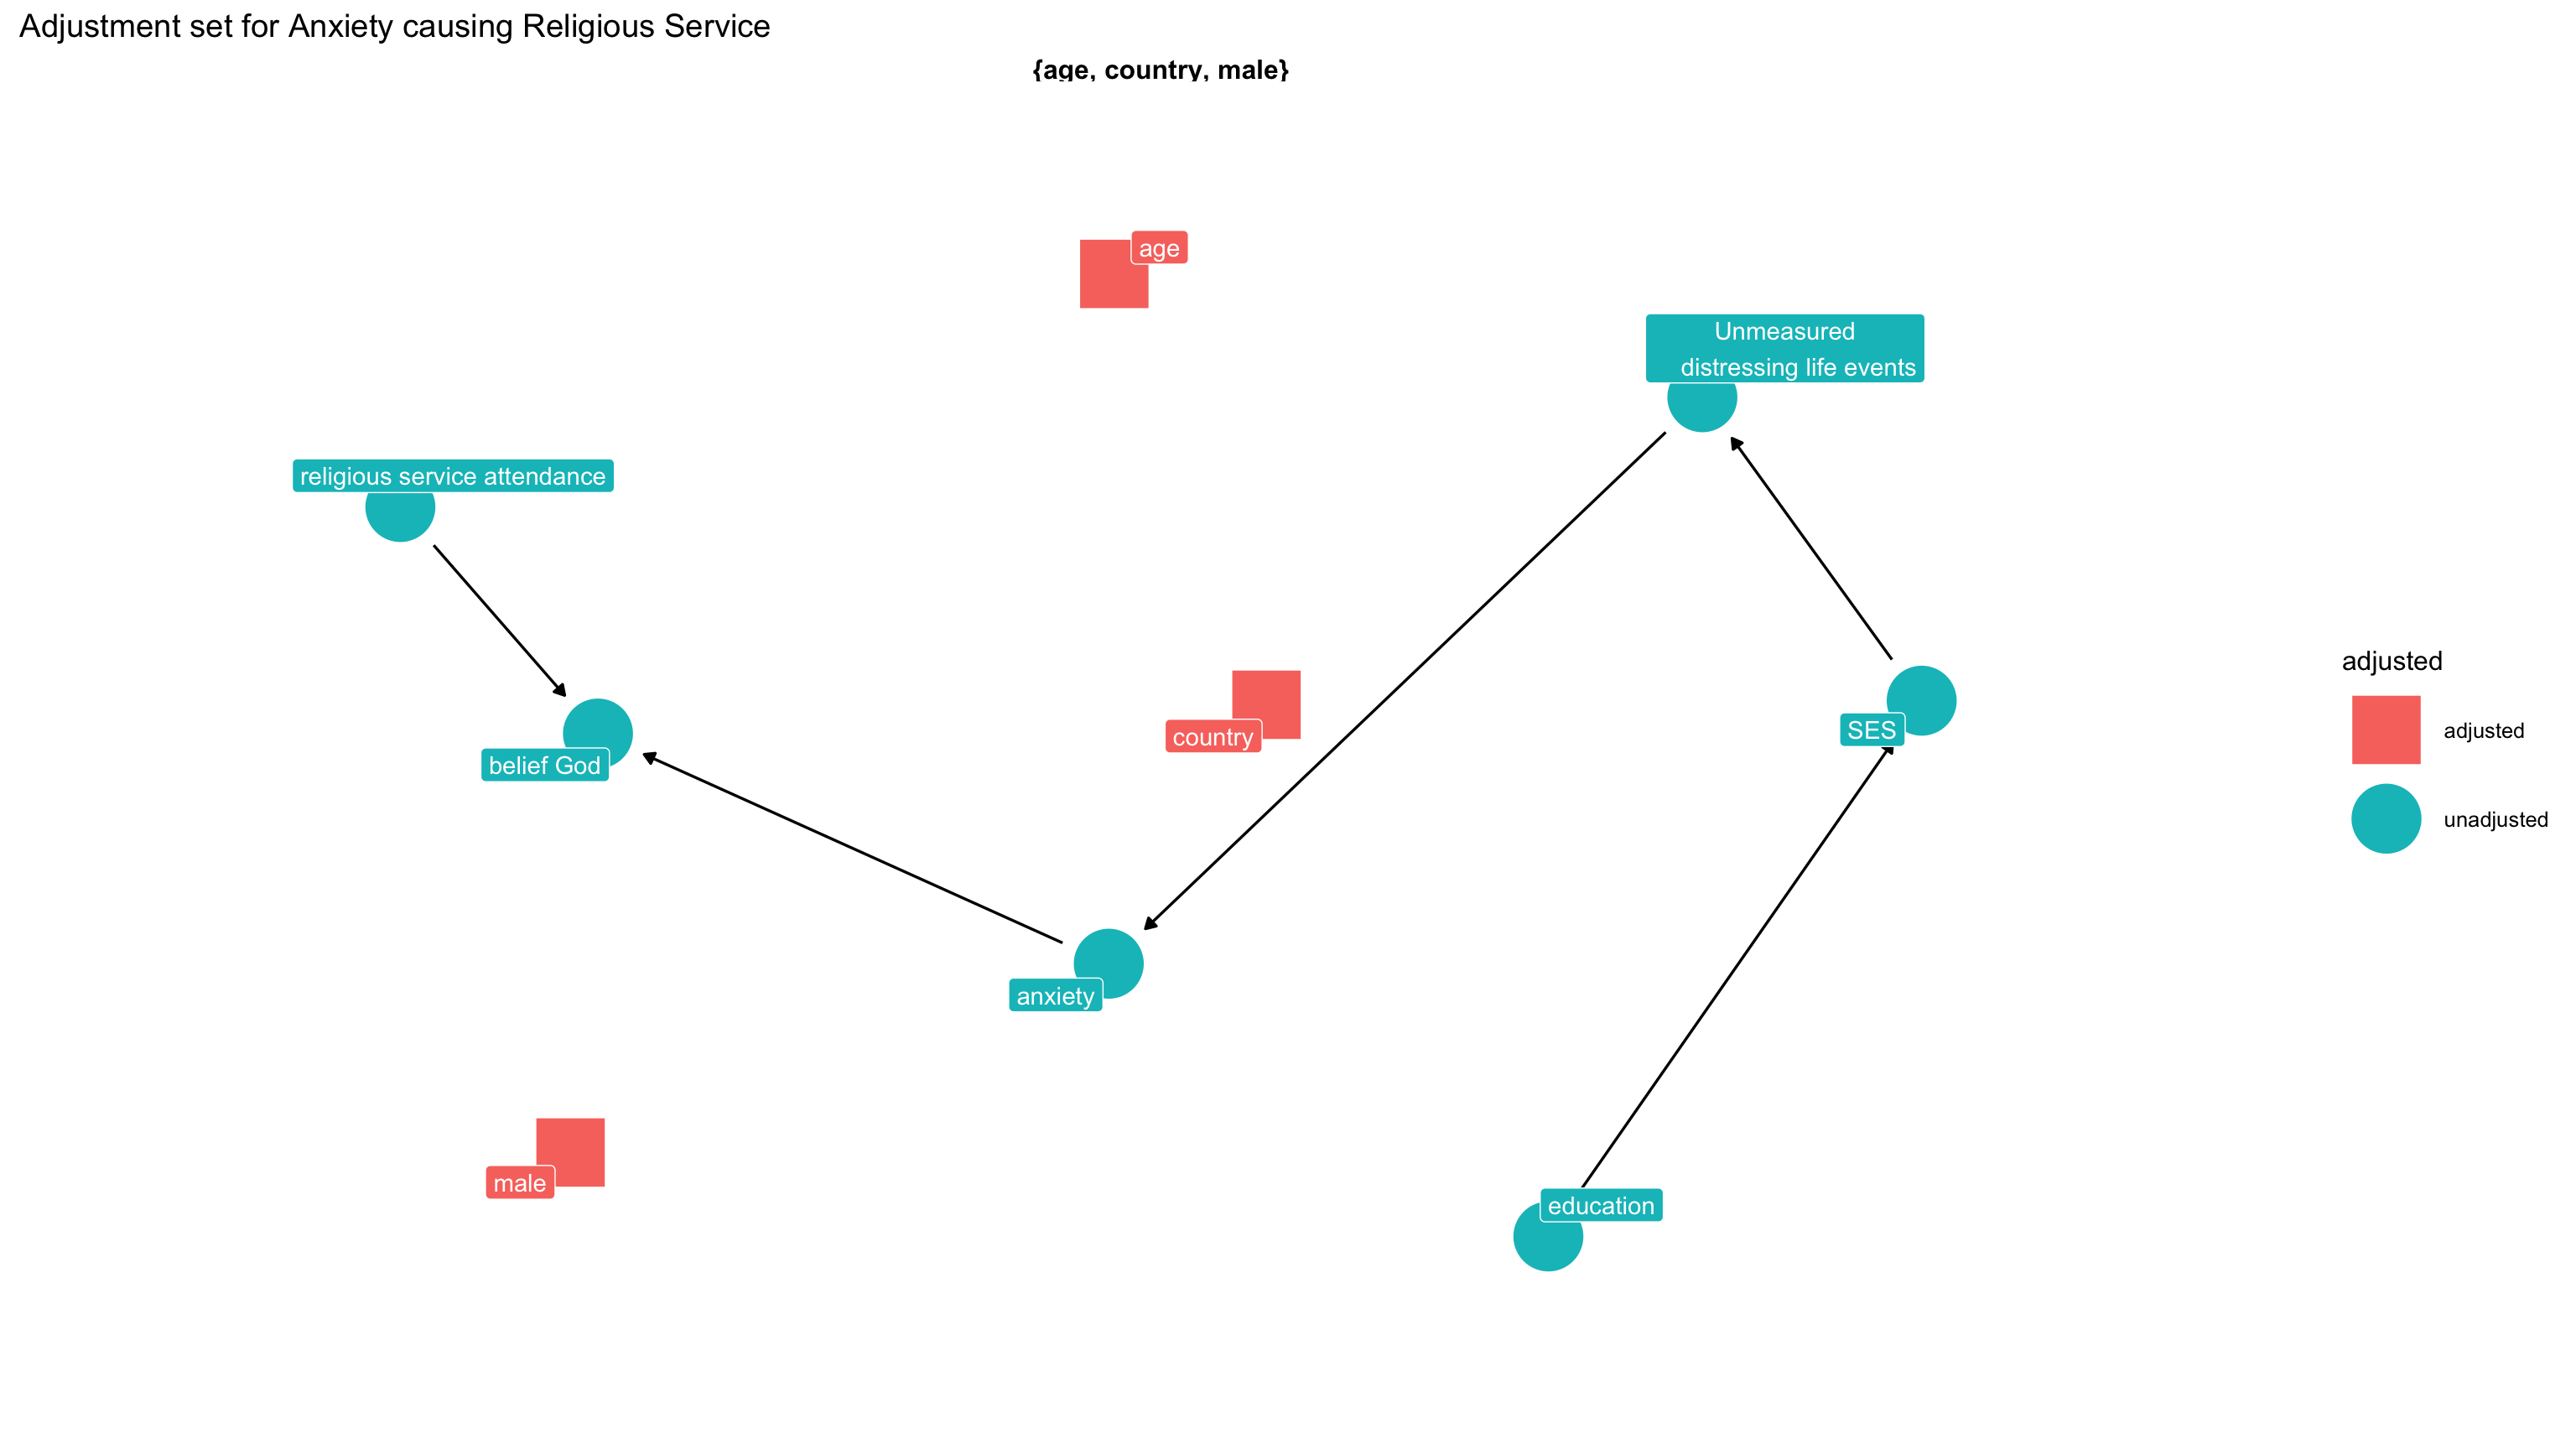 Adjustment set for Anxiety causing Religious Service
{age, country, male}
age
Unmeasured
distressing life events
religious service attendance
adjusted
country
SES
adjusted
belief God
unadjusted
anxiety
male
education